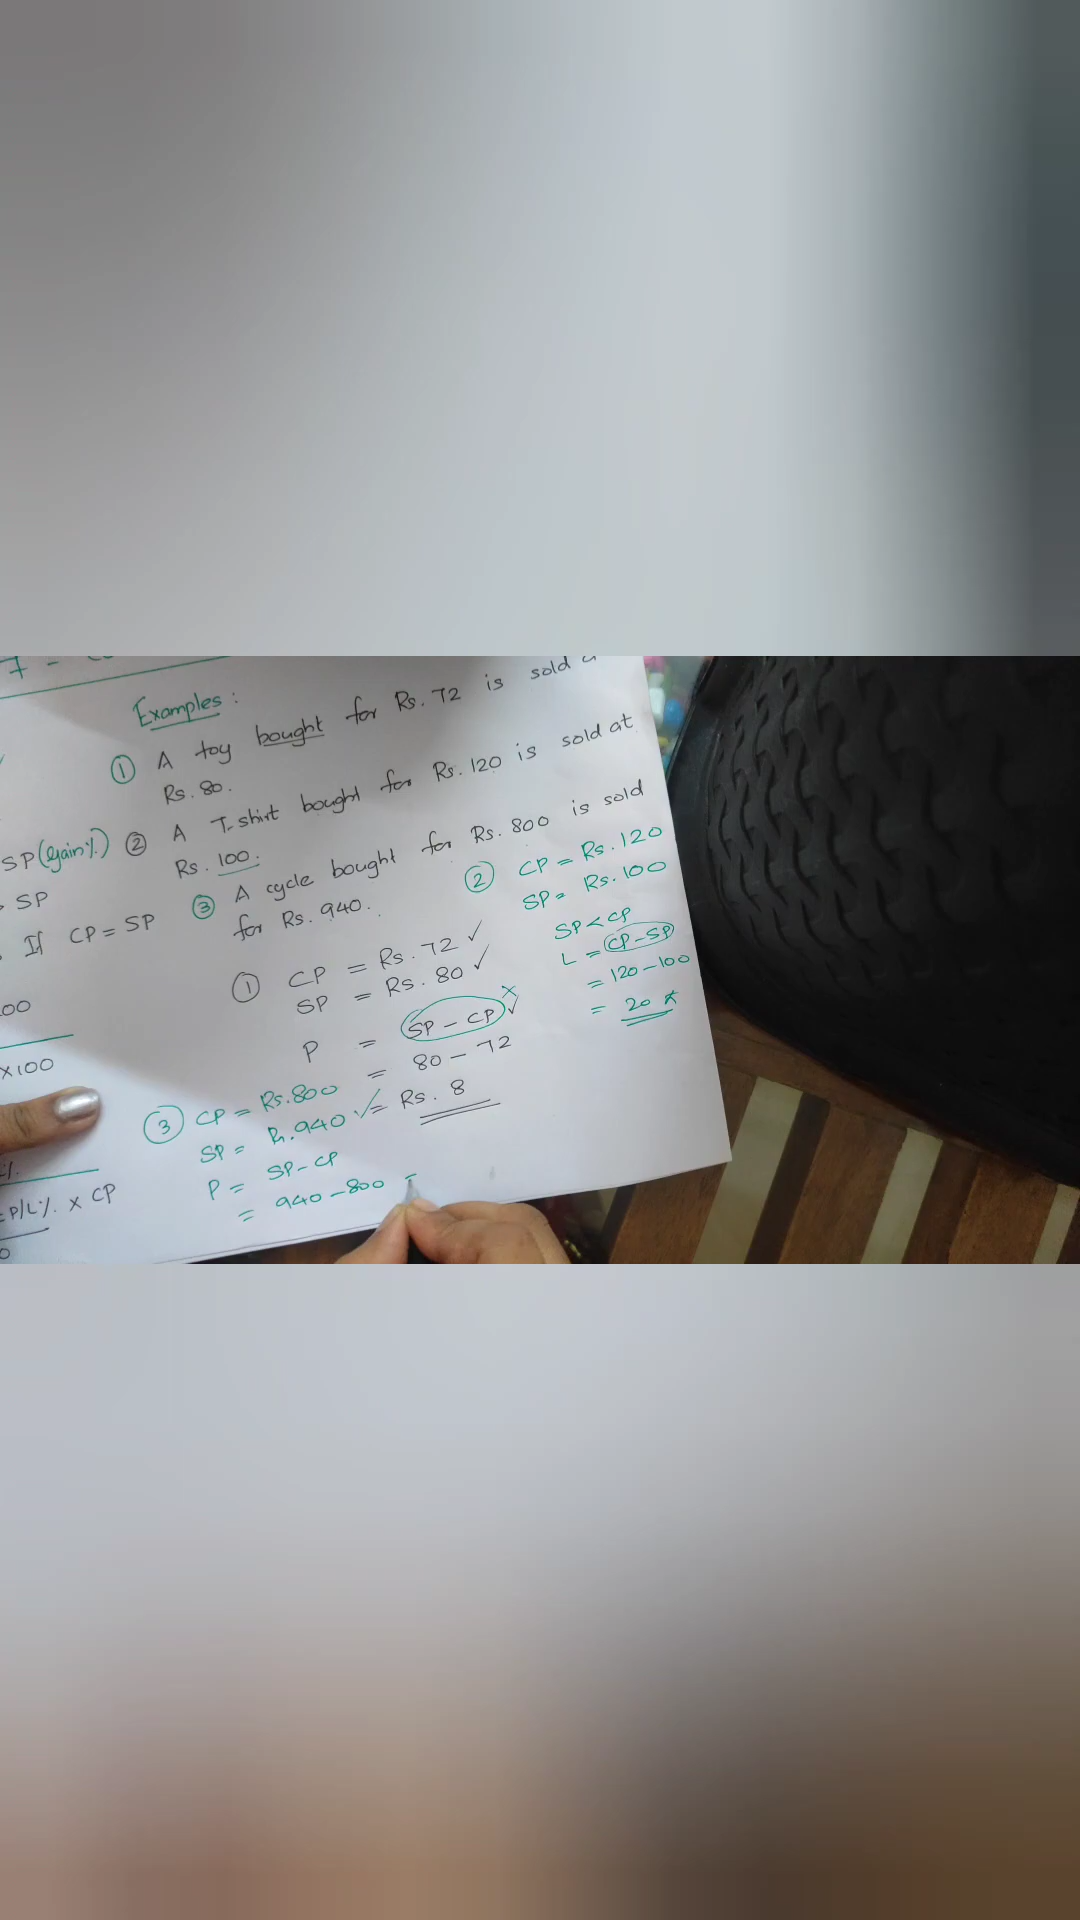 7 -
Examples :
① A toy bought for Rs. 72 is sold
Rs. 80.
② A T-shirt bought for Rs. 120 is sold at
Rs. 100.
③ A cycle bought for Rs. 800 is sold
for Rs. 940.
SP (gain%)
SP
If CP = SP
00
x100
P/L% x CP
① CP = Rs. 72 ✓
SP = Rs. 80 ✓
P = SP - CP
= 80 - 72
= Rs. 8
② CP = Rs. 120
SP = Rs. 100
SP < CP
L = CP - SP
= 120 - 100
= 20
③ CP = Rs. 800
SP = Rs. 940 ✓
P = SP - CP
= 940 - 800